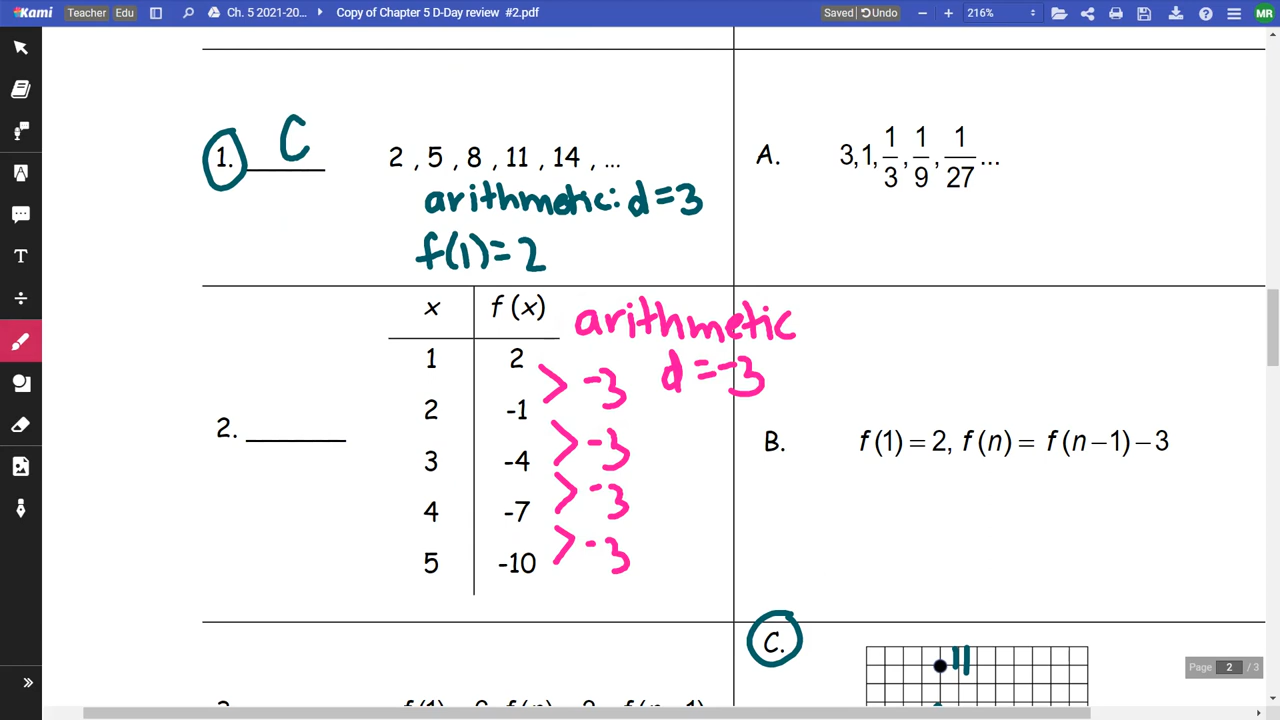 Kami Teacher Edu Ch. 5 2021-20... Copy of Chapter 5 D-Day review #2.pdf Saved Undo 216% MR
1. C 2 , 5 , 8 , 11 , 14 , ...
arithmetic: d=3
f(1)=2
A. 3,1,1/3,1/9,1/27...
x f(x) arithmetic
d=-3
1 2
> -3
2 -1
> -3
3 -4
> -3
4 -7
> -3
5 -10
2.
B. f(1)=2, f(n)= f(n-1)-3
C.
11
T
Page 2 / 3